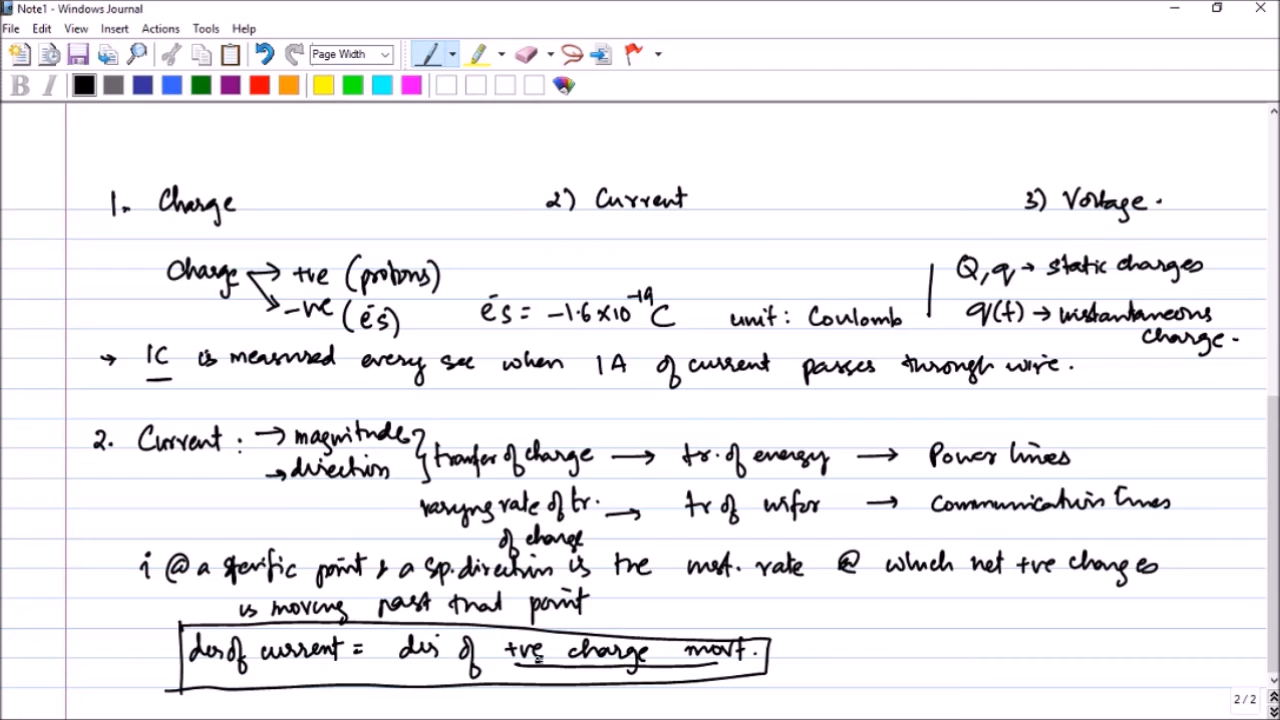 Note1 - Windows Journal
File Edit View Insert Actions Tools Help
Page Width
B I
1. Charge 2) Current 3) Voltage.
Charge → +ve (protons)
→ -ve (ēs) ēs = -1.6×10⁻¹⁹ C unit: Coulomb
Q, q → static charges
q(t) → instantaneous charge.
→ 1C is measured every sec when 1A of current passes through wire.
2. Current: → magnitude
→ direction
} transfer of charge → tr. of energy → Power lines
varying rate of tr. of charge → tr of infor → Communication lines
i @ a specific point & a sp. direction is the inst. rate @ which net +ve charges
is moving past that point
dir of current = dir of +ve charge movt.
2 / 2